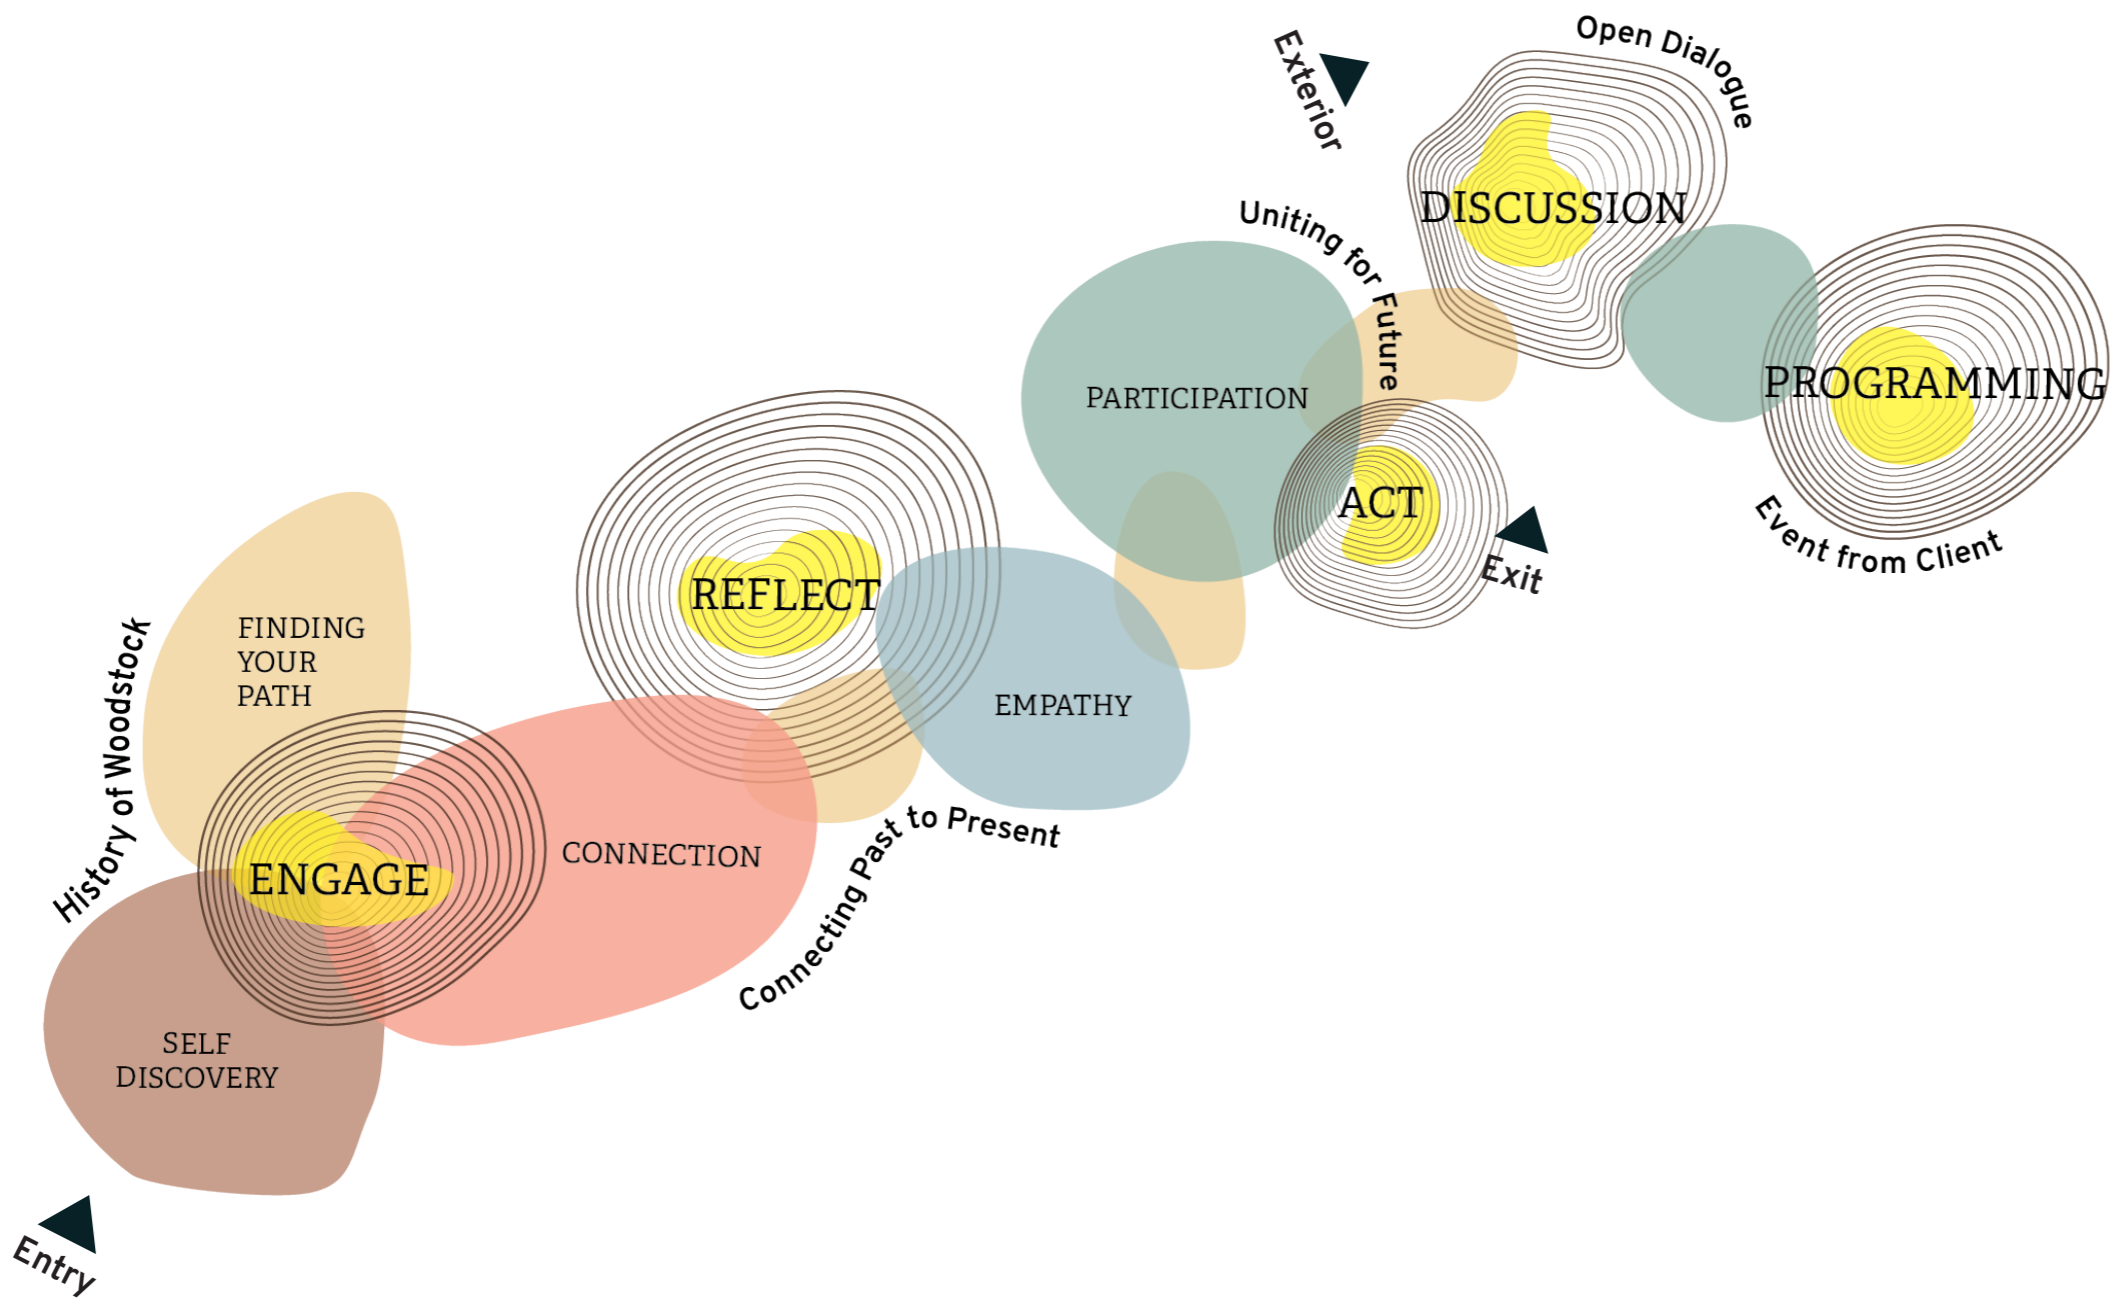 Open Dialogue
Exterior
DISCUSSION
Uniting for Future
PROGRAMMING
PARTICIPATION
ACT
Exit
Event from Client
REFLECT
FINDING
YOUR
PATH
History of Woodstock
EMPATHY
CONNECTION
Connecting Past to Present
ENGAGE
SELF
DISCOVERY
Entry